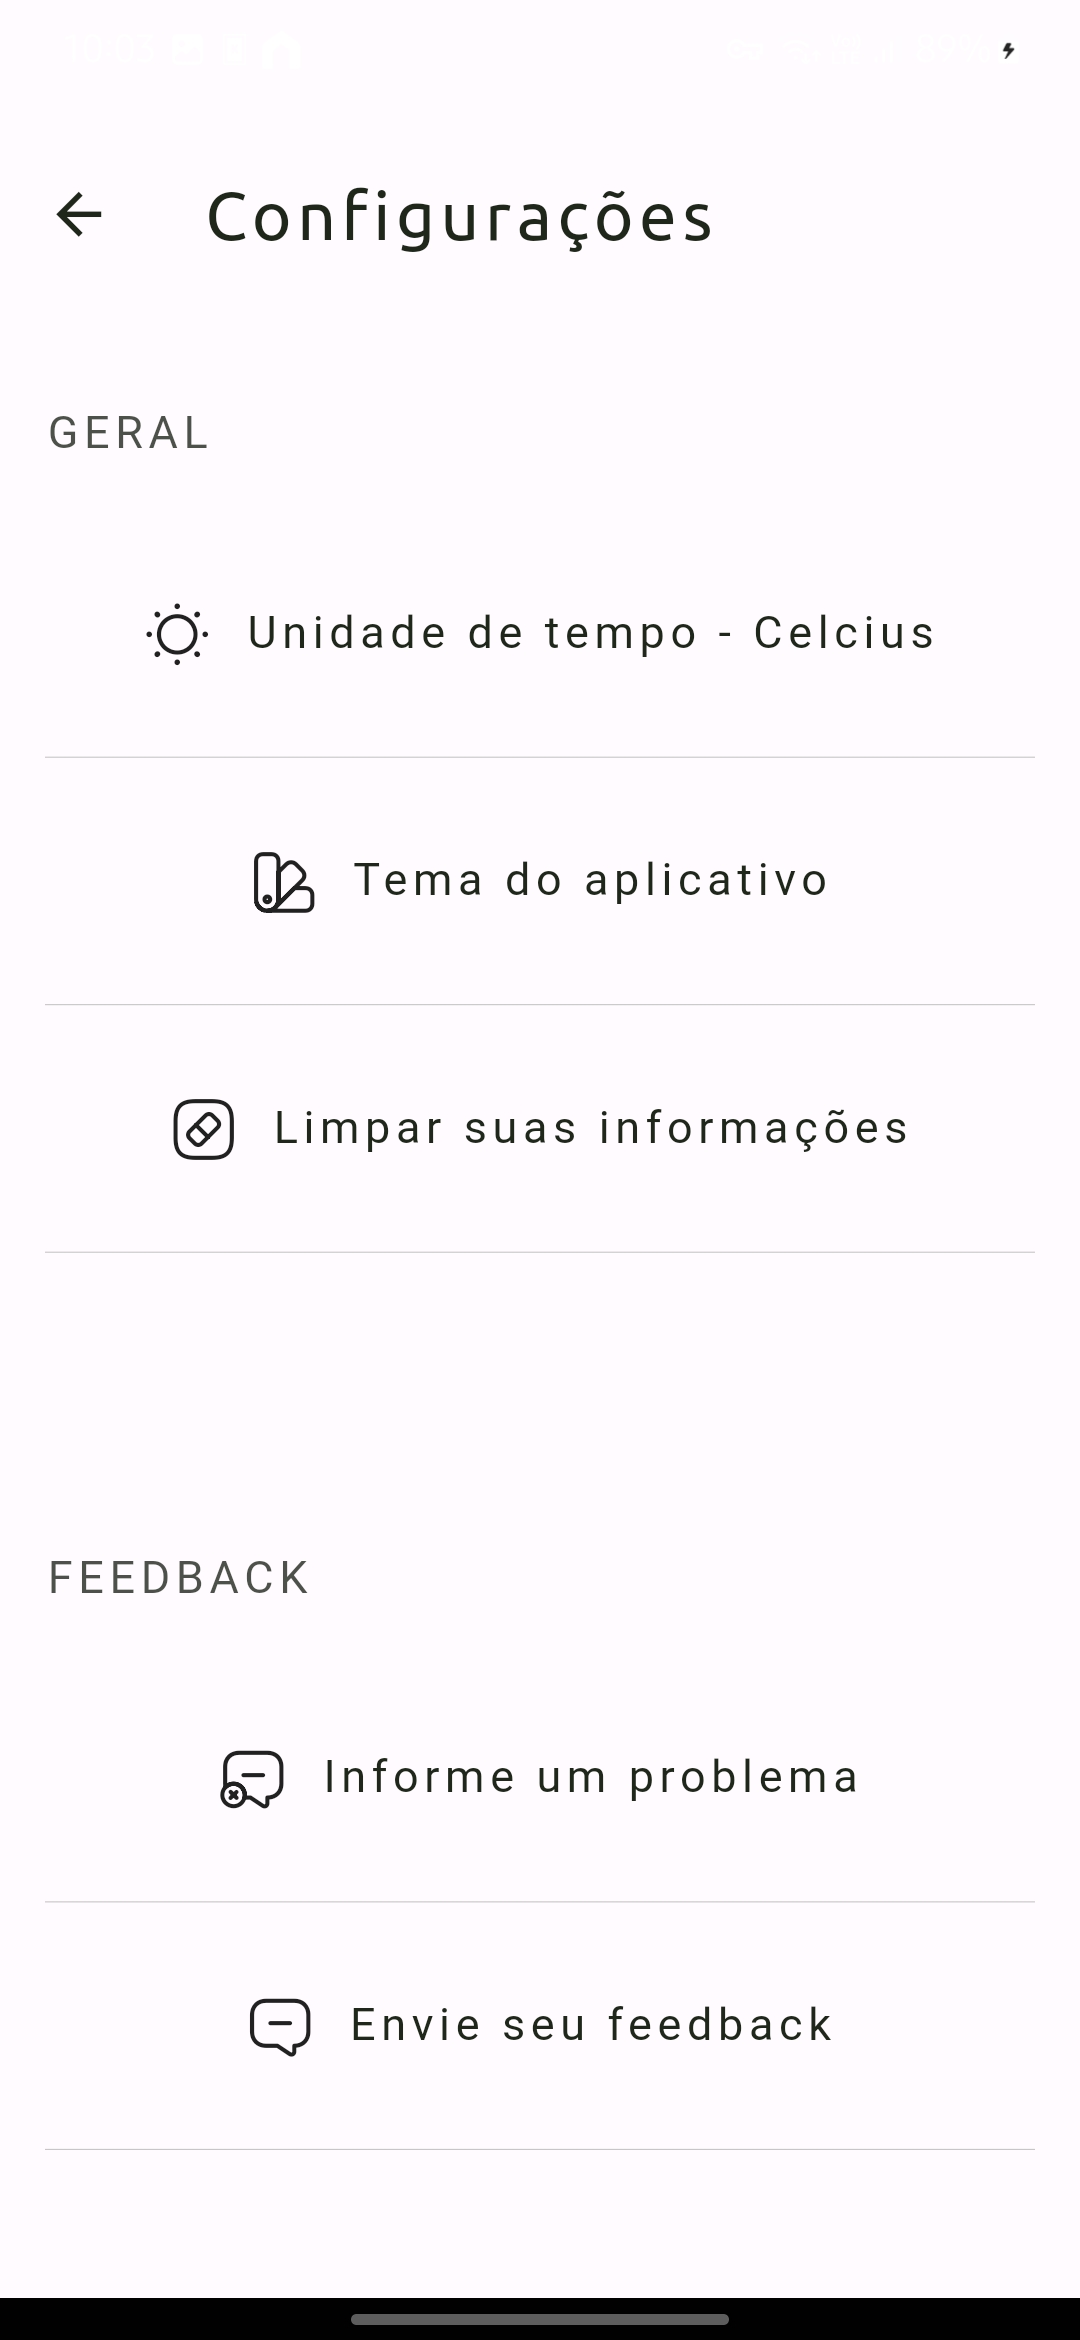 Configurações
GERAL
Unidade de tempo - Celcius
Tema do aplicativo
Limpar suas informações
FEEDBACK
Informe um problema
Envie seu feedback